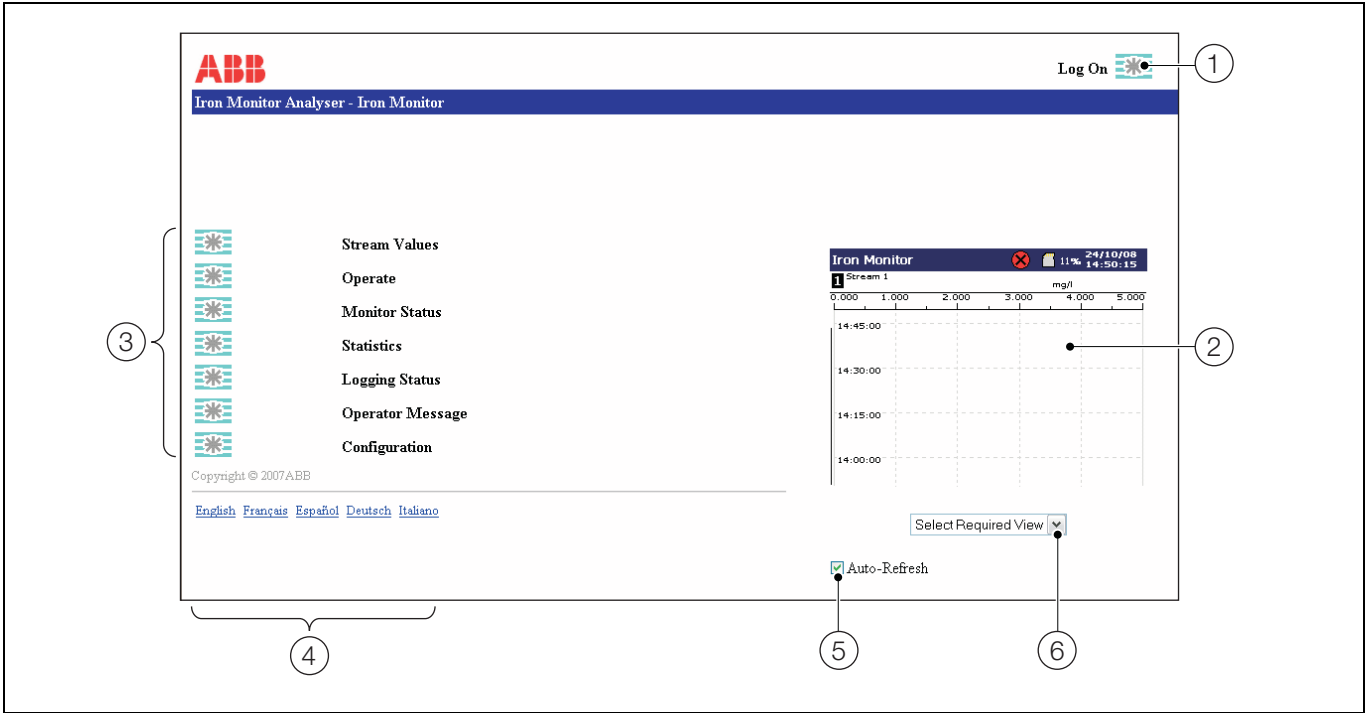 ABB
Log On
1
Iron Monitor Analyser - Iron Monitor
3
Stream Values
Operate
Monitor Status
Statistics
Logging Status
Operator Message
Configuration
Copyright © 2007ABB
English Français Español Deutsch Italiano
4
Iron Monitor 11% 24/10/08
14:50:15
1 Stream 1
mg/l
0.000 1.000 2.000 3.000 4.000 5.000
14:45:00
2
14:30:00
14:15:00
14:00:00
Select Required View
Auto-Refresh
5
6